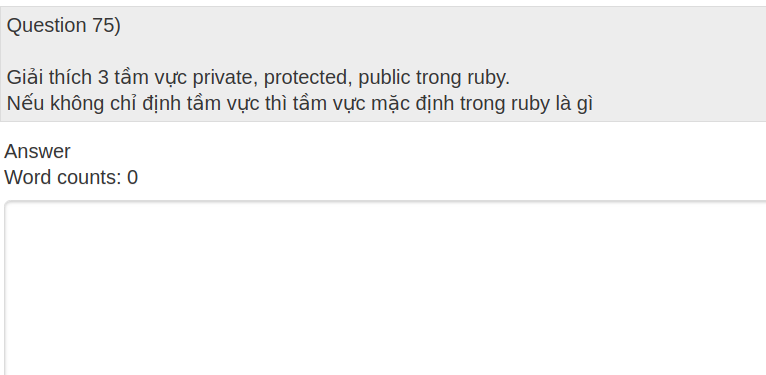 Question 75)
Giải thích 3 tầm vực private, protected, public trong ruby.
Nếu không chỉ định tầm vực thì tầm vực mặc định trong ruby là gì
Answer
Word counts: 0